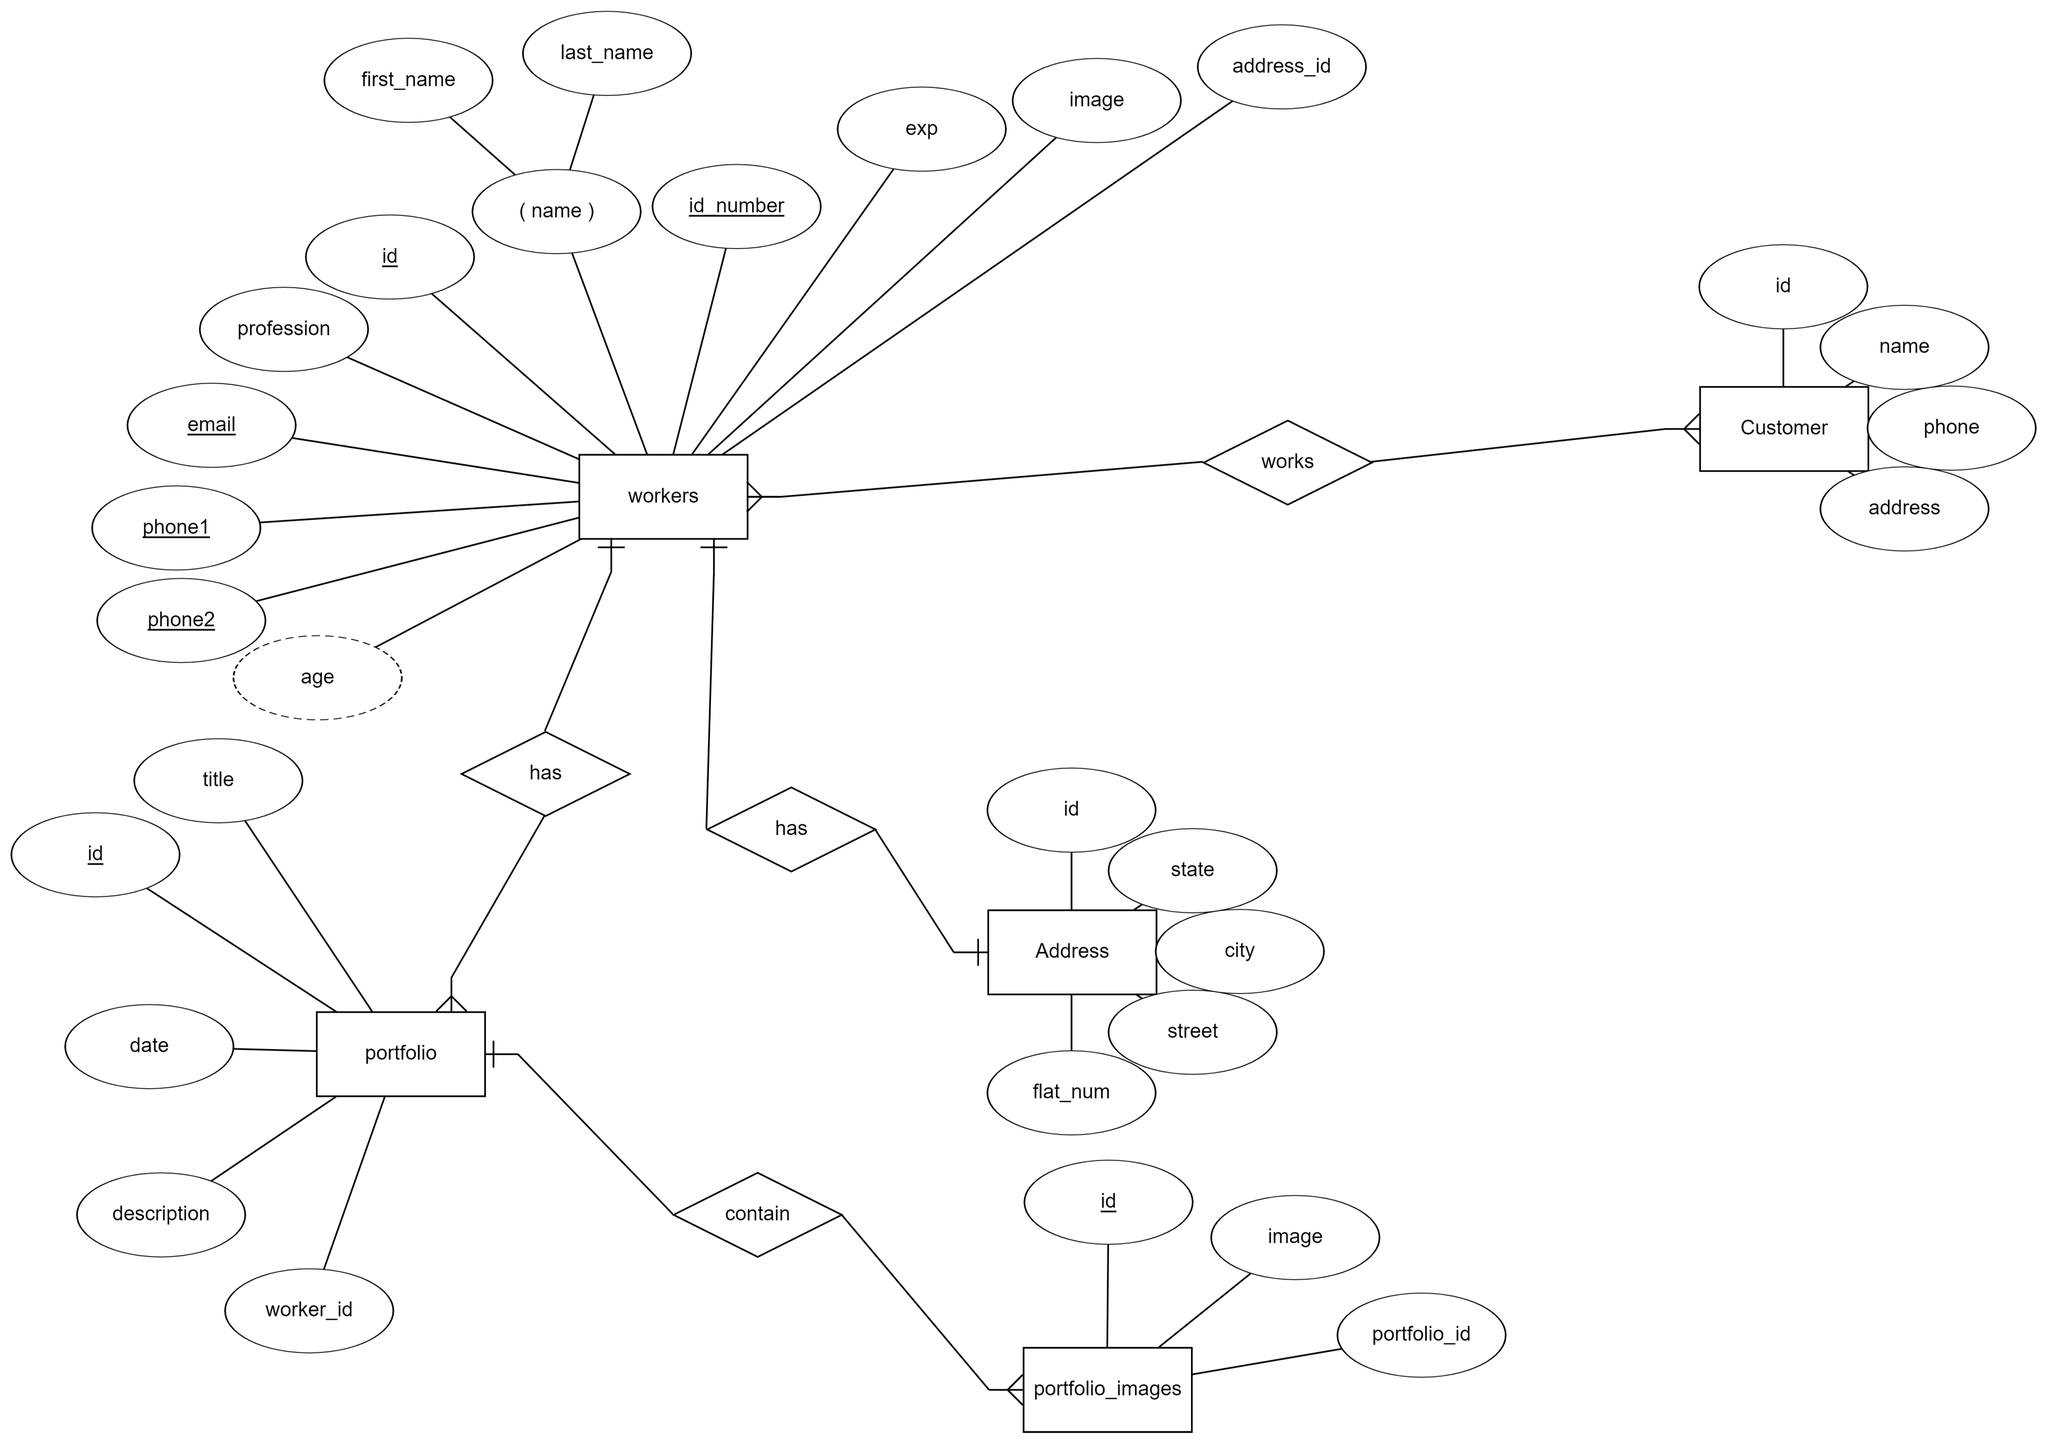 last_name
first_name
address_id
image
exp
( name )
id_number
id
profession
email
phone1
phone2
age
workers
works
id
name
Customer
phone
address
has
has
title
id
date
portfolio
description
worker_id
id
state
Address
city
street
flat_num
contain
id
image
portfolio_id
portfolio_images